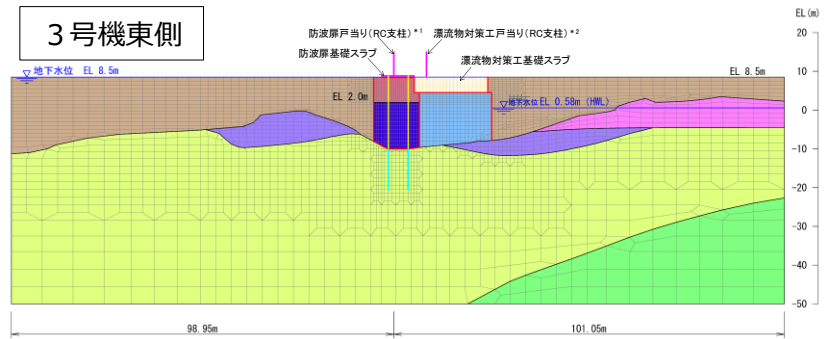 3号機東側
EL(m)
防波扉戸当り(RC支柱)*1
漂流物対策工戸当り(RC支柱)*2
防波扉基礎スラブ
漂流物対策工基礎スラブ
地下水位 EL 8.5m
EL 8.5m
EL 2.0m
地下水位 EL 0.58m (HWL)
20
10
0
-10
-20
-30
-40
-50
98.95m
101.05m